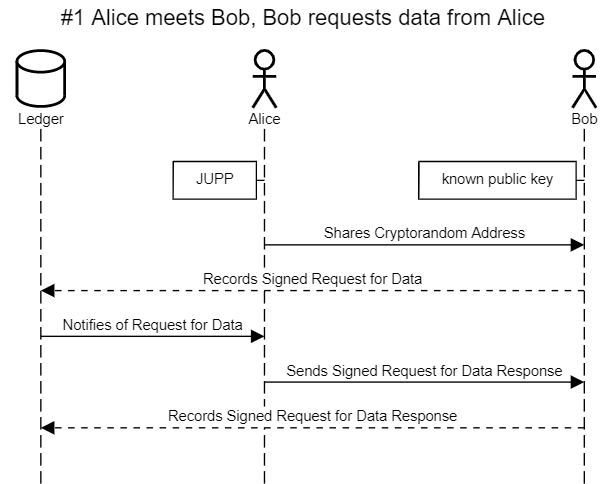 #1 Alice meets Bob, Bob requests data from Alice
Ledger
Alice
Bob
JUPP
known public key
Shares Cryptorandom Address
Records Signed Request for Data
Notifies of Request for Data
Sends Signed Request for Data Response
Records Signed Request for Data Response